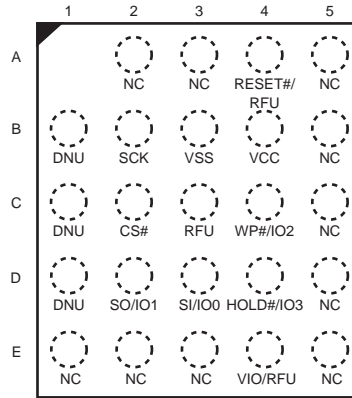 1 2 3 4 5
A
NC NC RESET#/ NC
RFU
B
DNU SCK VSS VCC NC
C
DNU CS# RFU WP#/IO2 NC
D
DNU SO/IO1 SI/IO0 HOLD#/IO3 NC
E
NC NC NC VIO/RFU NC